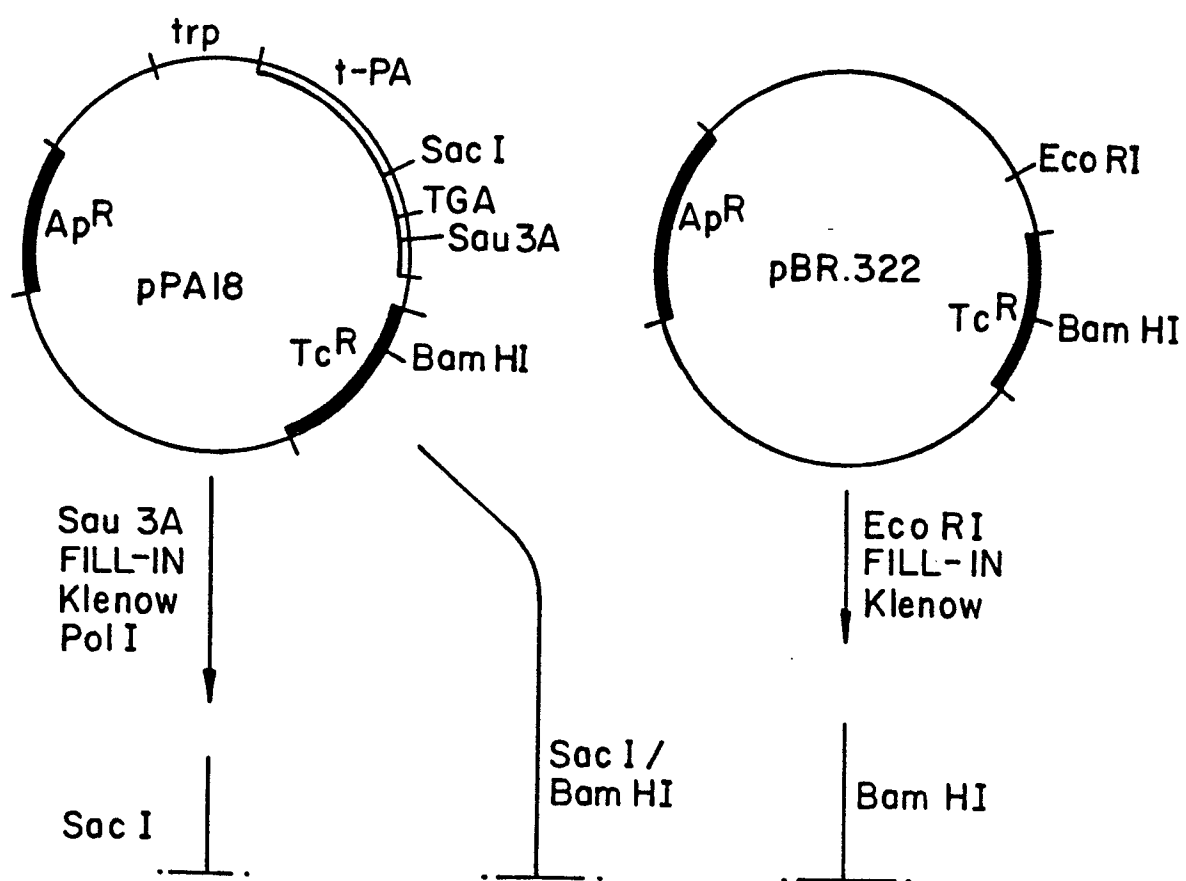 trp
t-PA
Sac I
TGA
Sau 3A
ApR
pPA18
TcR
Bam HI
Eco RI
ApR
pBR.322
TcR
Bam HI
Sau 3A
FILL-IN
Klenow
Pol I
Eco RI
FILL-IN
Klenow
Sac I /
Bam HI
Sac I
Bam HI